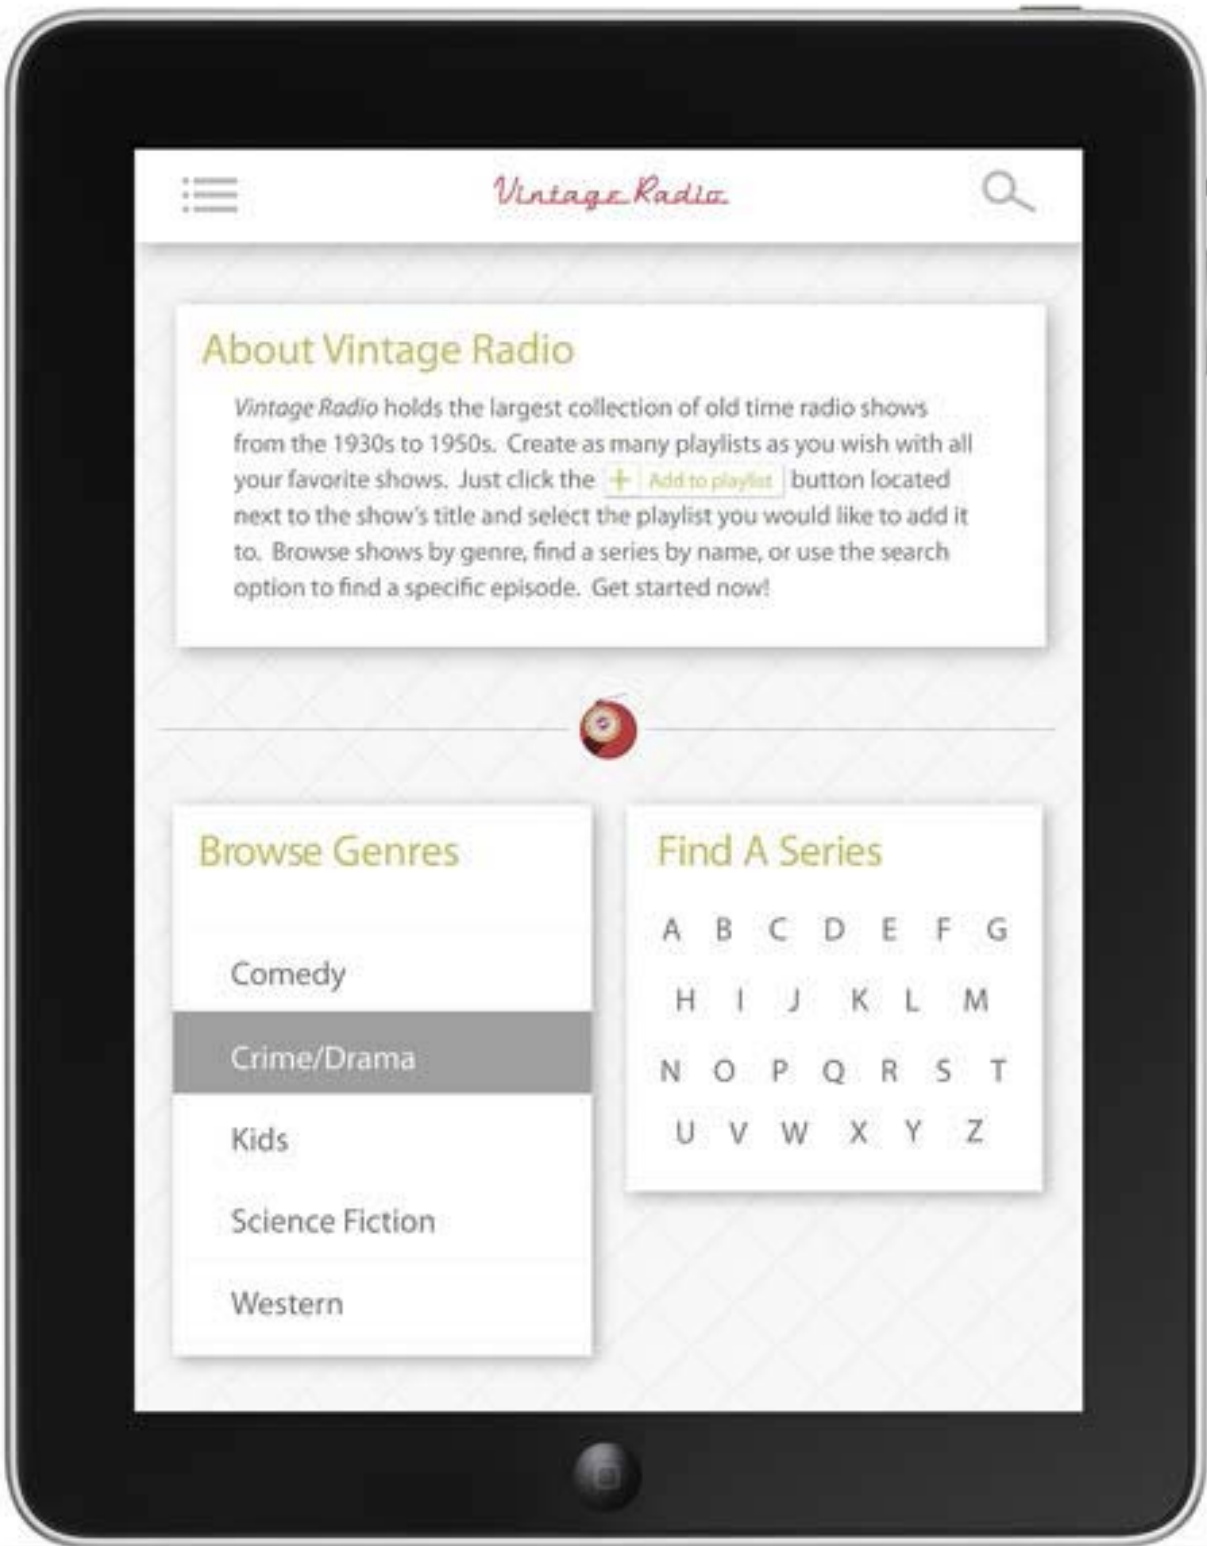 Vintage Radio
About Vintage Radio
Vintage Radio holds the largest collection of old time radio shows
from the 1930s to 1950s. Create as many playlists as you wish with all
your favorite shows. Just click the + Add to playlist button located
next to the show's title and select the playlist you would like to add it
to. Browse shows by genre, find a series by name, or use the search
option to find a specific episode. Get started now!
Browse Genres
Comedy
Crime/Drama
Kids
Science Fiction
Western
Find A Series
A B C D E F G
H I J K L M
N O P Q R S T
U V W X Y Z